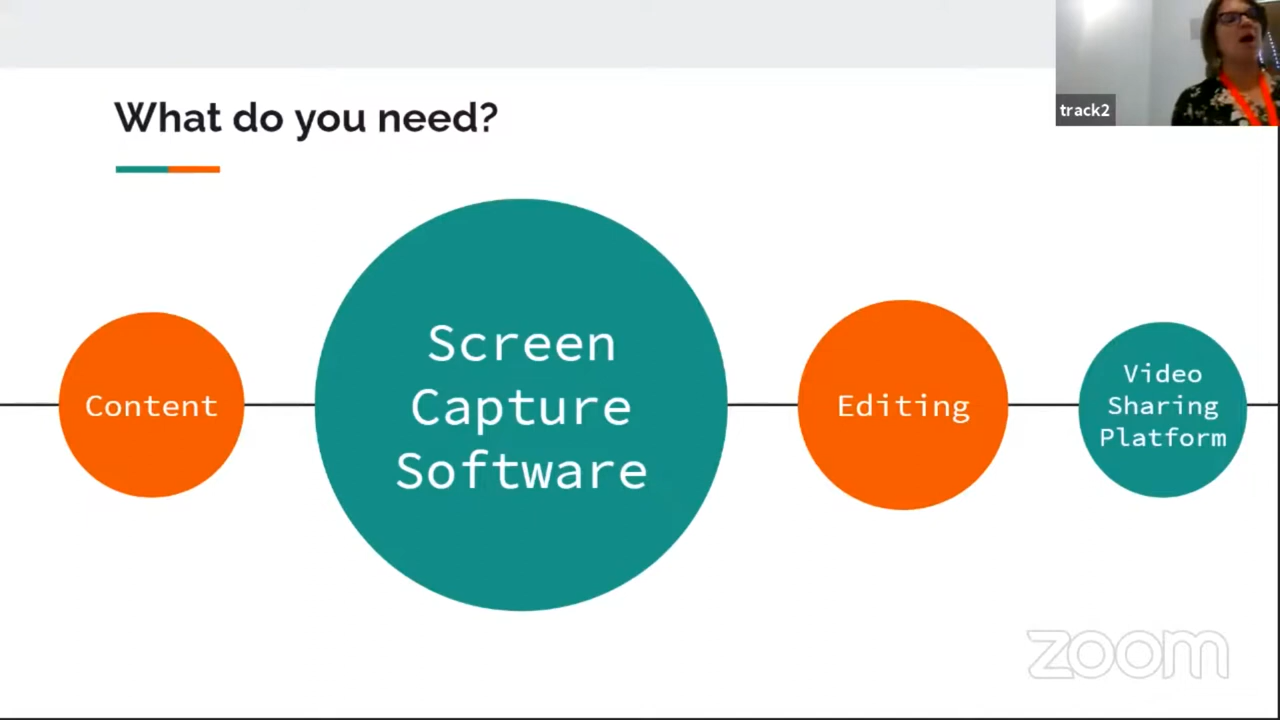 What do you need?
track2
Content
Screen
Capture
Software
Editing
Video
Sharing
Platform
zoom